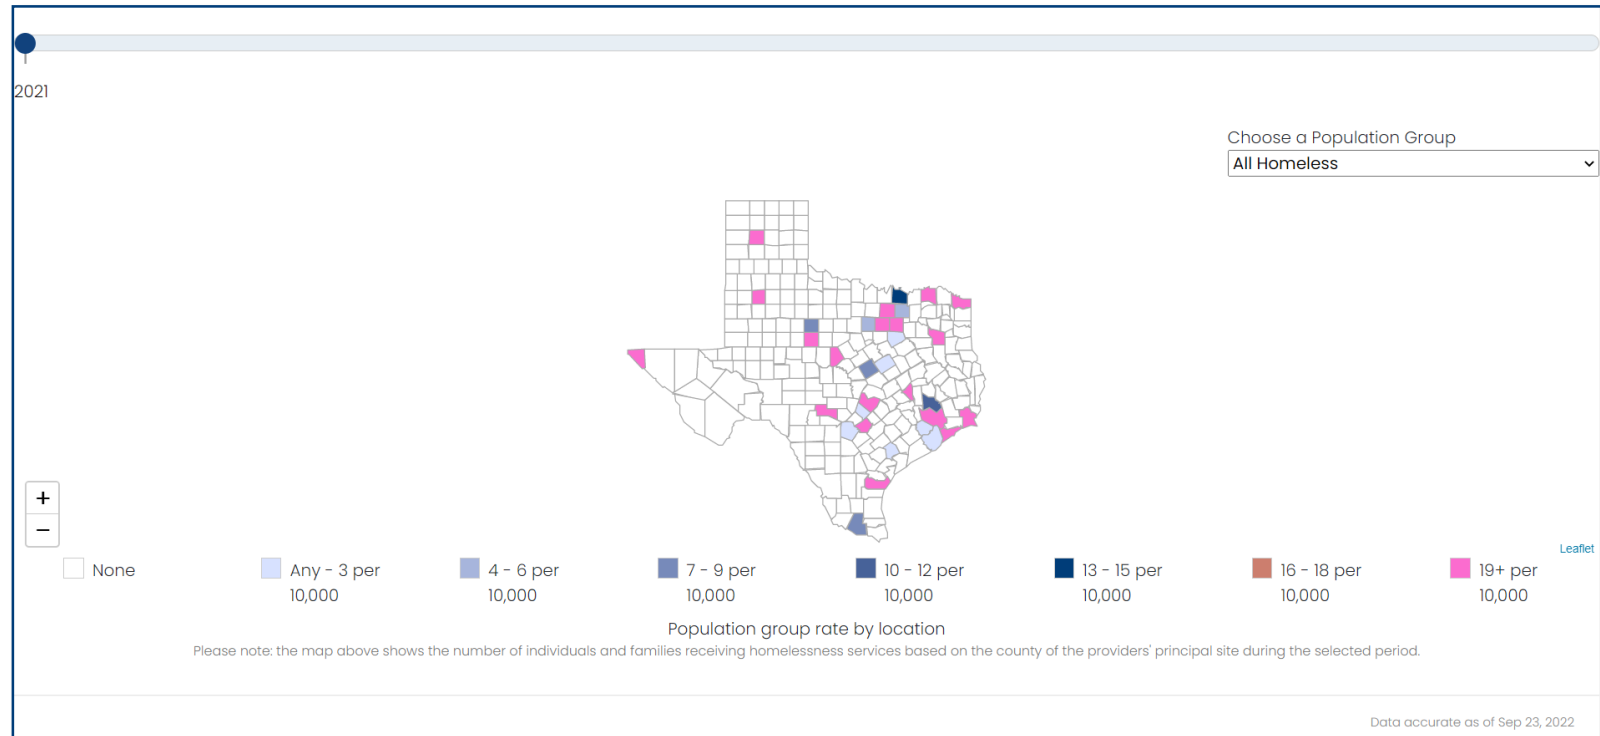 2021
Choose a Population Group
All Homeless
+
−
Leaflet
None
Any - 3 per
10,000
4 - 6 per
10,000
7 - 9 per
10,000
10 - 12 per
10,000
13 - 15 per
10,000
16 - 18 per
10,000
19+ per
10,000
Population group rate by location
Please note: the map above shows the number of individuals and families receiving homelessness services based on the county of the providers' principal site during the selected period.
Data accurate as of Sep 23, 2022